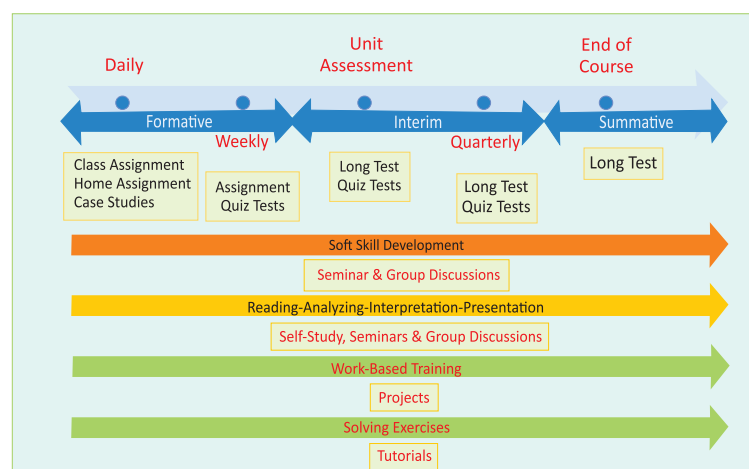 Daily
Unit
Assessment
End of
Course
Formative
Interim
Summative
Weekly
Quarterly
Class Assignment
Home Assignment
Case Studies
Assignment
Quiz Tests
Long Test
Quiz Tests
Long Test
Quiz Tests
Long Test
Soft Skill Development
Seminar & Group Discussions
Reading-Analyzing-Interpretation-Presentation
Self-Study, Seminars & Group Discussions
Work-Based Training
Projects
Solving Exercises
Tutorials